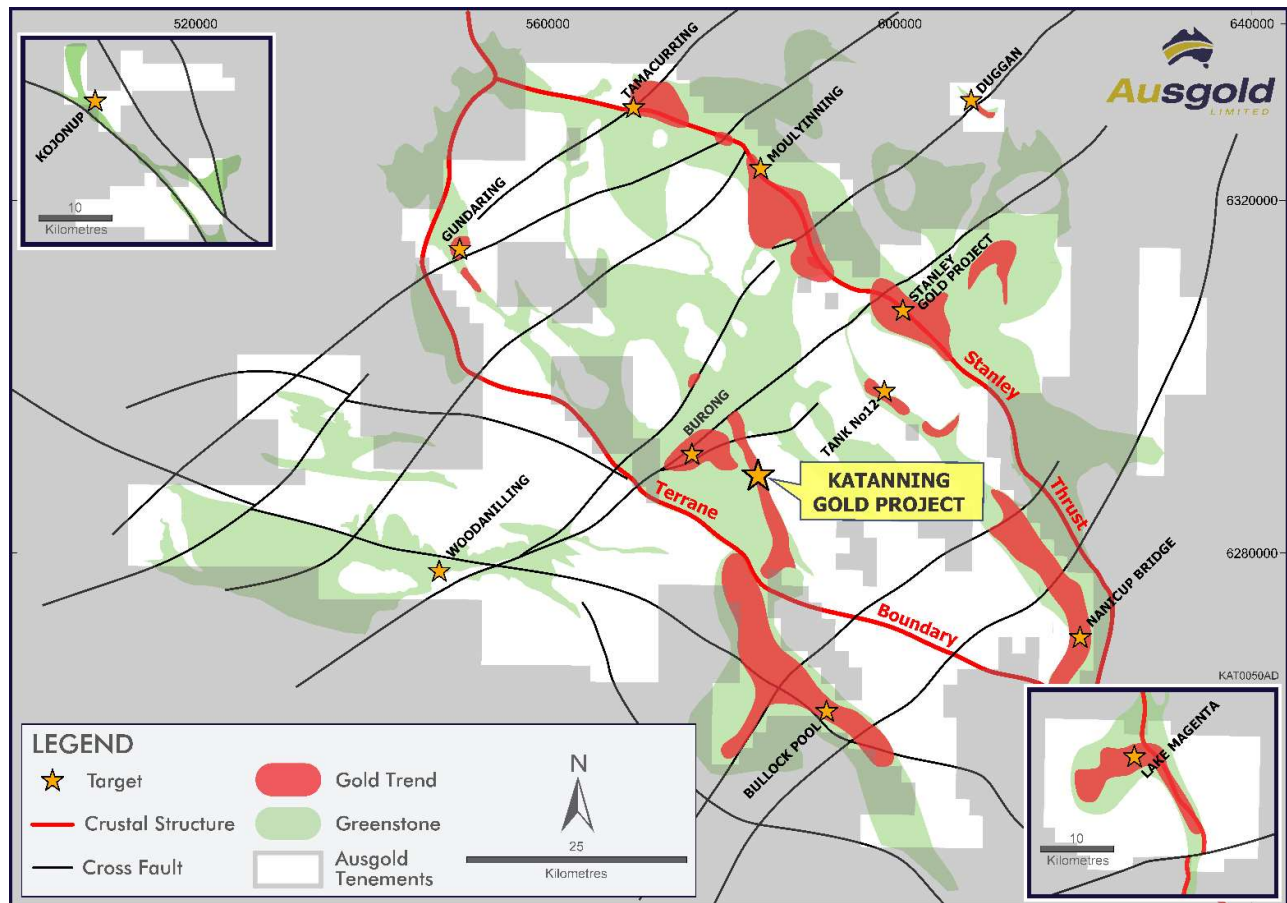 520000
560000
600000
640000
KOJONUP
10
Kilometres
TAMACURRING
DUGGAN
Ausgold
LIMITED
MOULYINNING
6320000
GUNDARING
STANLEY
GOLD PROJECT
Stanley
Thrust
TANK No12
BURONG
KATANNING
GOLD PROJECT
Terrane
Boundary
WOODANILLING
6280000
NANICUP BRIDGE
KAT0050AD
BULLOCK POOL
LAKE MAGENTA
10
Kilometres
LEGEND
Target
Gold Trend
Crustal Structure
Greenstone
Cross Fault
Ausgold
Tenements
N
25
Kilometres